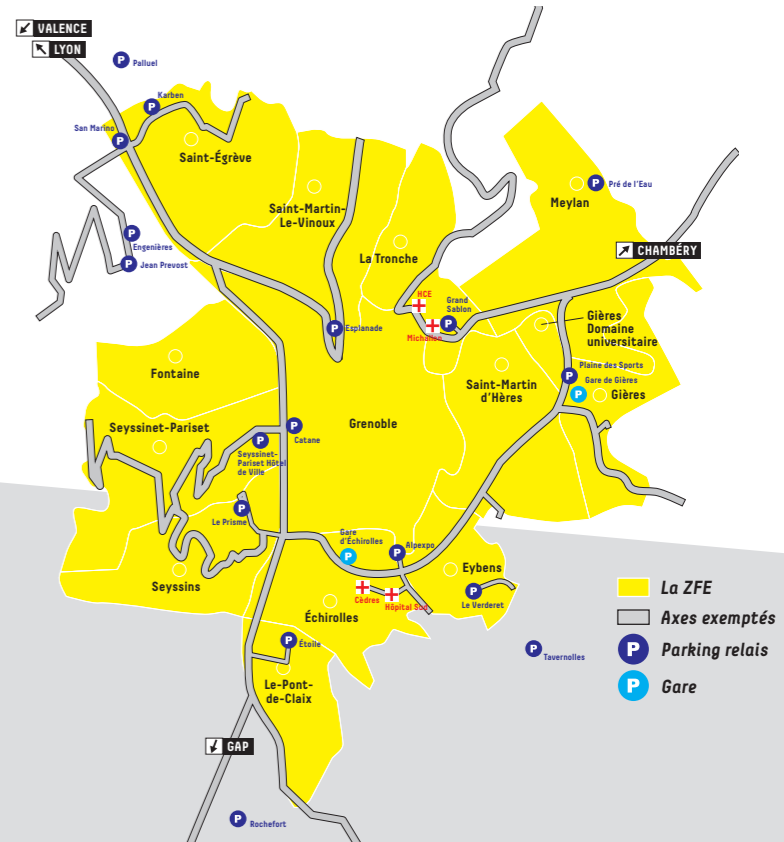 VALENCE
LYON
P Palluel
Karben
P
San Marino
P
Saint-Égrève
Saint-Martin-
Le-Vinoux
La Tronche
Meylan
P Pré de l'Eau
CHAMBÉRY
P
Engenières
P Jean Prevost
HCE
Grand
Sablon
P
Michallon
P Esplanade
Gières
Domaine
universitaire
Fontaine
Saint-Martin
d'Hères
Plaine des Sports
P
Gare de Gières
P
Gières
Seyssinet-Pariset
Grenoble
P
Catane
P
Seyssinet-
Pariset Hôtel
de Ville
P
Le Prisme
Gare
d'Échirolles
P
Alpexpo
P
Eybens
Seyssins
Cèdres
Hôpital Sud
P
Le Verderet
Échirolles
P
Étoile
P
Tavernolles
Le-Pont-
de-Claix
GAP
P
Rochefort
La ZFE
Axes exemptés
P Parking relais
P Gare